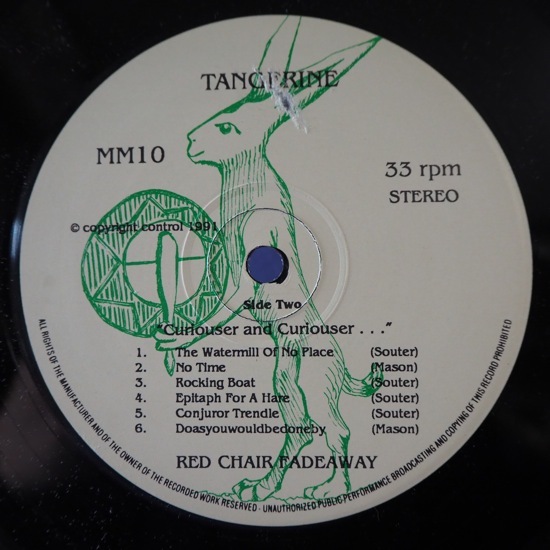 TANGERINE
MM10
33 rpm
STEREO
© copyright control 1991
Side Two
"Curiouser and Curiouser . . ."
1. The Watermill Of No Place (Souter)
2. No Time (Mason)
3. Rocking Boat (Souter)
4. Epitaph For A Hare (Souter)
5. Conjuror Trendle (Souter)
6. Doasyouwouldbedoneby (Mason)
RED CHAIR FADEAWAY
ALL RIGHTS OF THE MANUFACTURER AND OF THE OWNER OF THE RECORDED WORK RESERVED · UNAUTHORIZED PUBLIC PERFORMANCE BROADCASTING AND COPYING OF THIS RECORD PROHIBITED